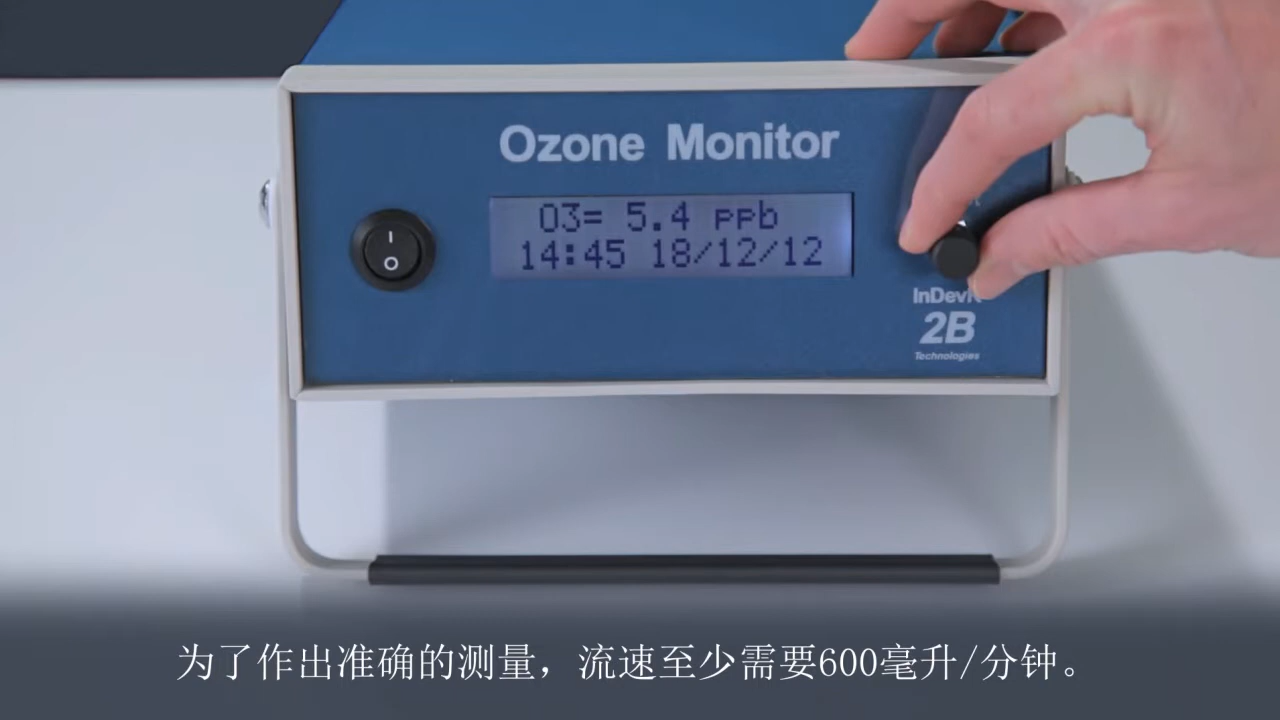 Ozone Monitor
O3= 5.4 ppb
14:45 18/12/12
I
O
2B
Technologies
为了作出准确的测量，流速至少需要600毫升/分钟。